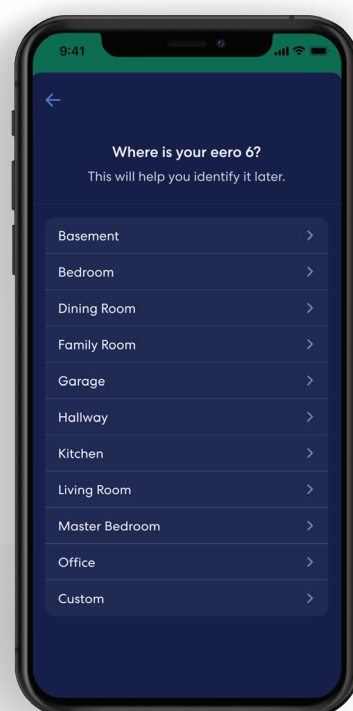 9:41
Where is your eero 6?
This will help you identify it later.
Basement
Bedroom
Dining Room
Family Room
Garage
Hallway
Kitchen
Living Room
Master Bedroom
Office
Custom